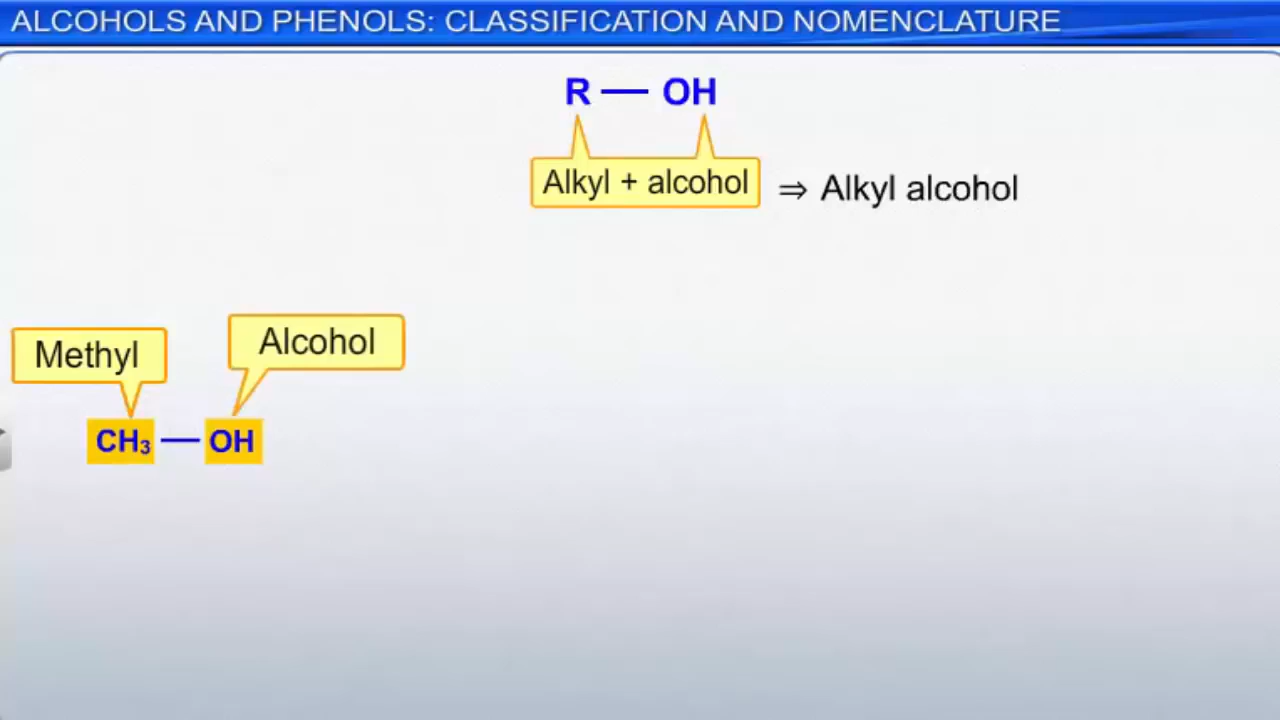 ALCOHOLS AND PHENOLS: CLASSIFICATION AND NOMENCLATURE
R — OH
Alkyl + alcohol ⇒ Alkyl alcohol
Methyl
Alcohol
CH₃ — OH